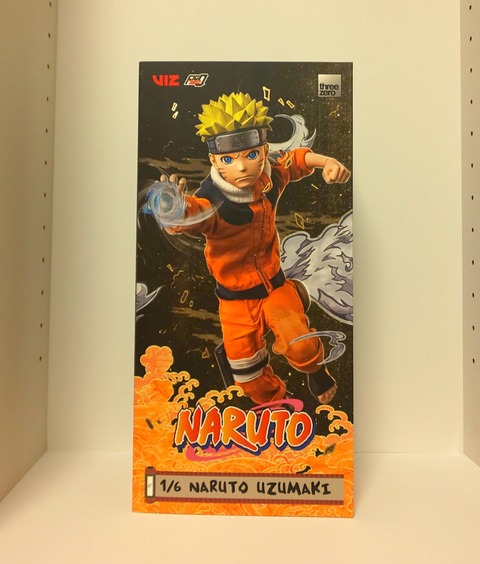 VIZ
three
zero
NARUTO
1/6 NARUTO UZUMAKI